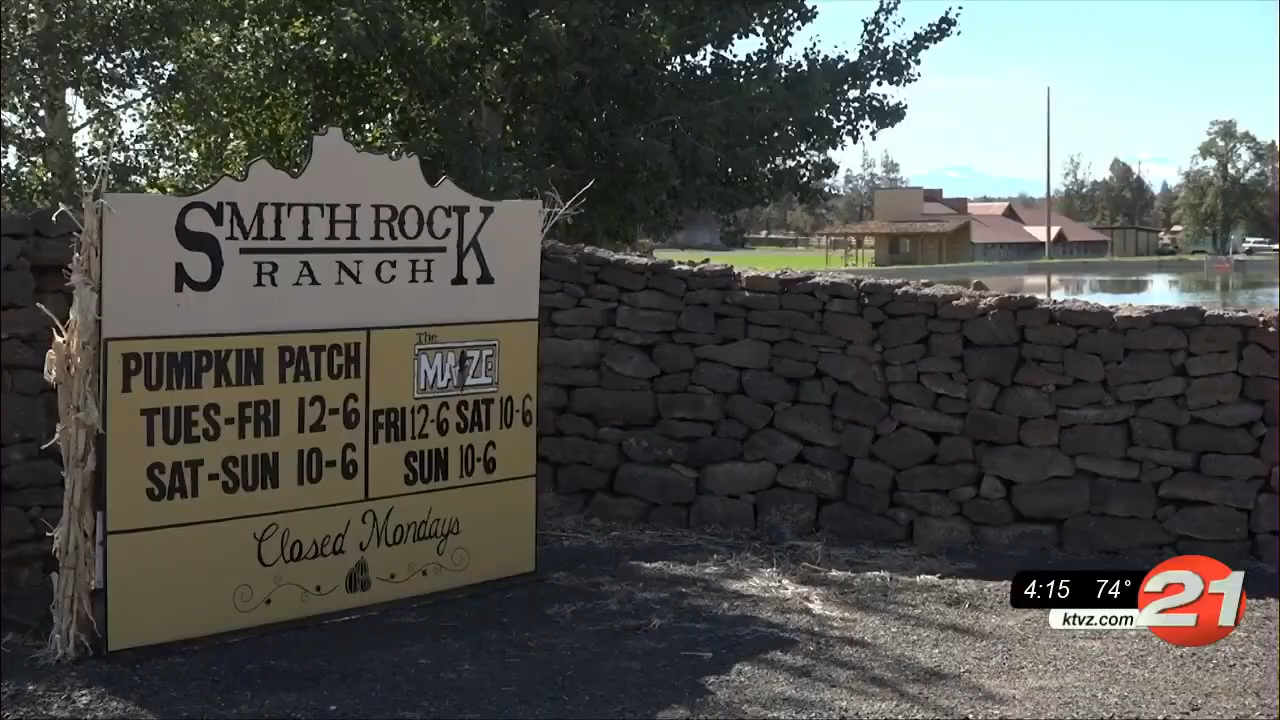 SMITH ROCK
RANCH
PUMPKIN PATCH
TUES-FRI 12-6
SAT-SUN 10-6
The
MAiZE
FRI 12-6 SAT 10-6
SUN 10-6
Closed Mondays
4:15 74°
ktvz.com
21